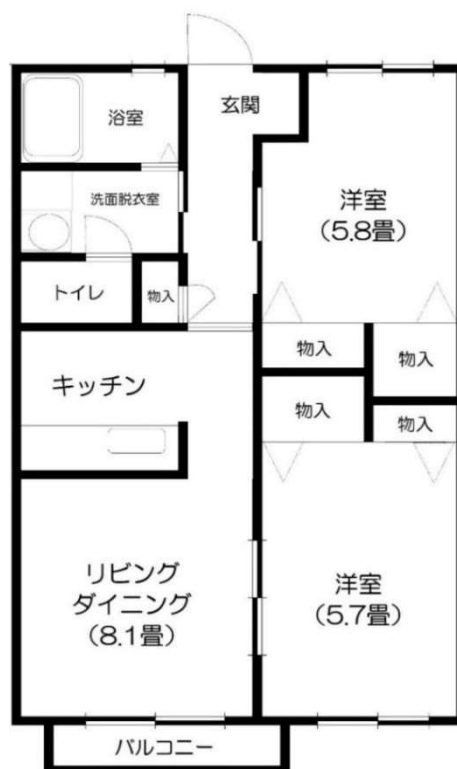 浴室
玄関
洗面脱衣室
洋室
(5.8畳)
トイレ
物入
物入
物入
キッチン
物入
物入
リビング
ダイニング
(8.1畳)
洋室
(5.7畳)
バルコニー